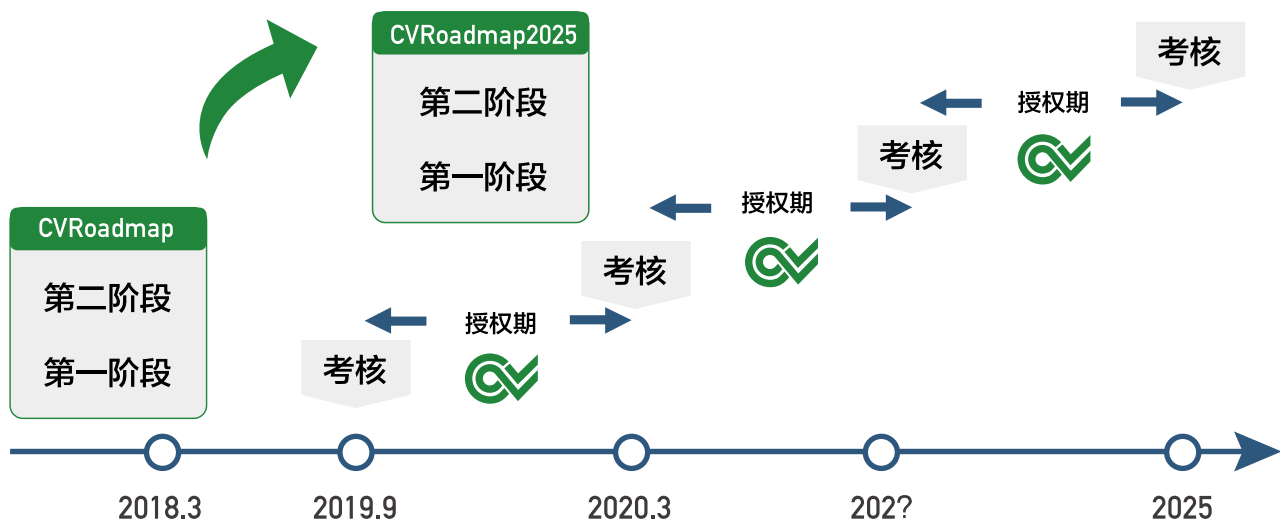 CVRoadmap2025
第二阶段
第一阶段
CVRoadmap
第二阶段
第一阶段
考核
授权期
考核
授权期
考核
授权期
考核
2018.3
2019.9
2020.3
202?
2025